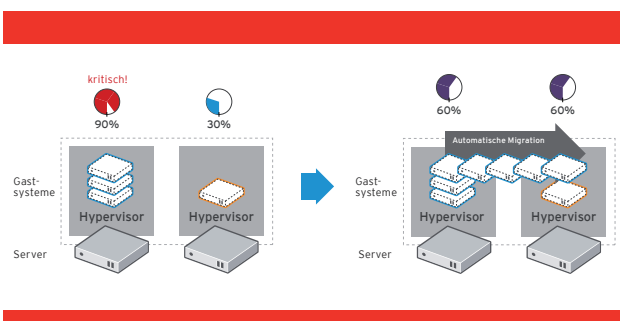 kritisch!
90%
30%
Gast-
systeme
Hypervisor
Hypervisor
Server
60%
60%
Automatische Migration
Gast-
systeme
Hypervisor
Hypervisor
Server